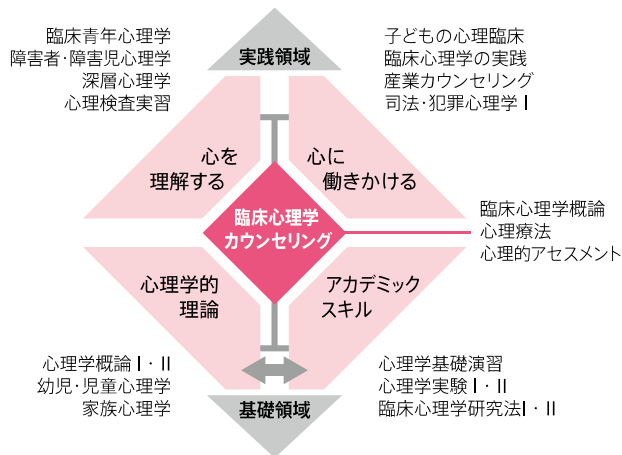 臨床青年心理学
障害者･障害児心理学
深層心理学
心理検査実習
実践領域
子どもの心理臨床
臨床心理学の実践
産業カウンセリング
司法･犯罪心理学Ⅰ
心を
理解する
心に
働きかける
臨床心理学
カウンセリング
臨床心理学概論
心理療法
心理的アセスメント
心理学的
理論
アカデミック
スキル
心理学概論Ⅰ･Ⅱ
幼児･児童心理学
家族心理学
基礎領域
心理学基礎演習
心理学実験Ⅰ･Ⅱ
臨床心理学研究法Ⅰ･Ⅱ